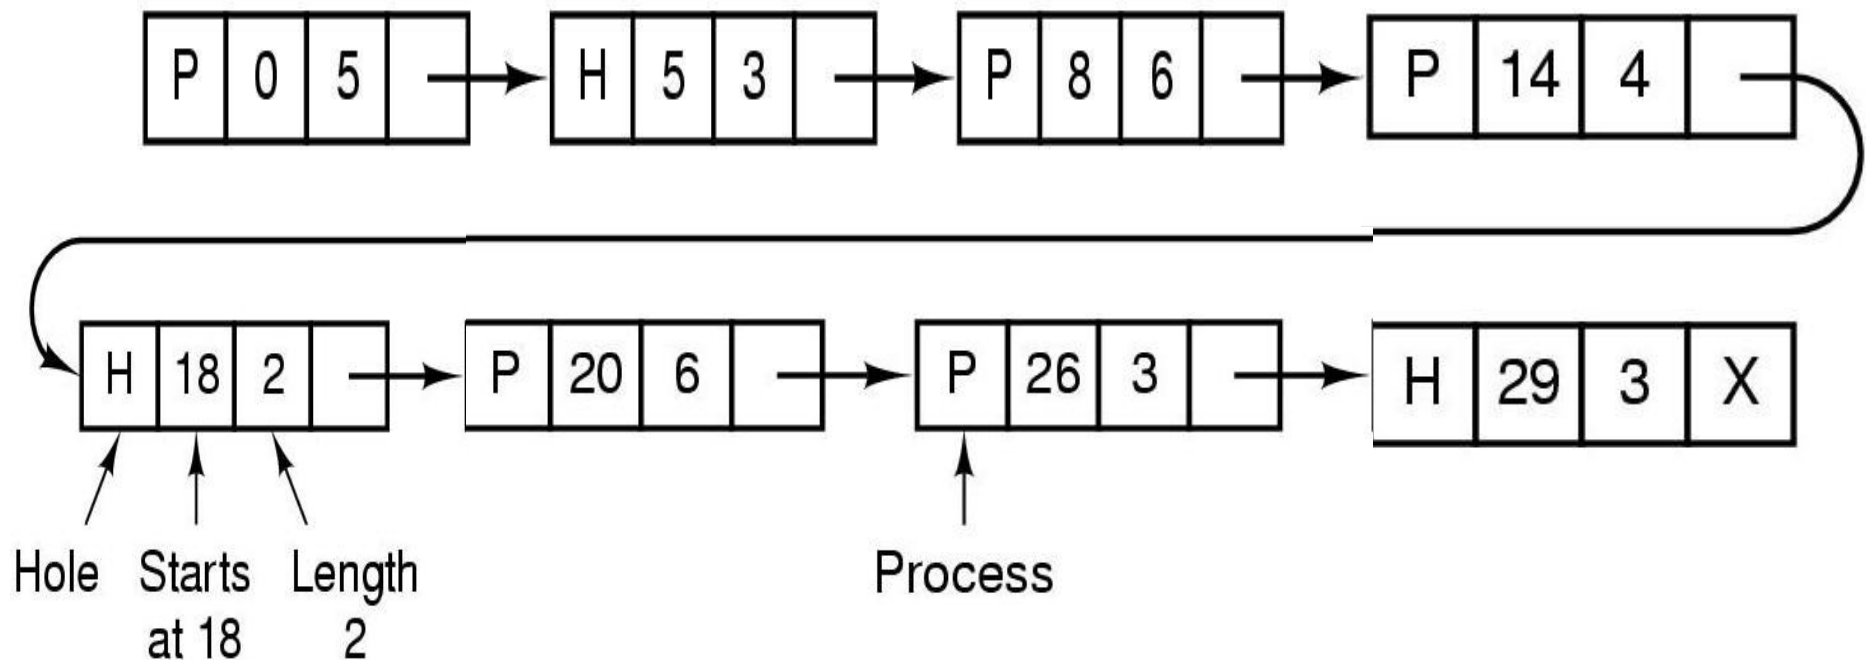 P 0 5
H 5 3
P 8 6
P 14 4
H 18 2
P 20 6
P 26 3
H 29 3 X
Hole
Starts
at 18
Length
2
Process